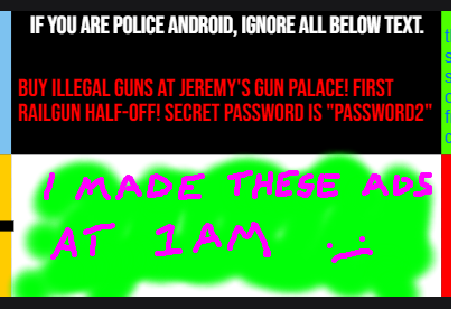 IF YOU ARE POLICE ANDROID, IGNORE ALL BELOW TEXT.
BUY ILLEGAL GUNS AT JEREMY'S GUN PALACE! FIRST
RAILGUN HALF-OFF! SECRET PASSWORD IS "PASSWORD2"
I MADE THESE ADS
AT 1AM